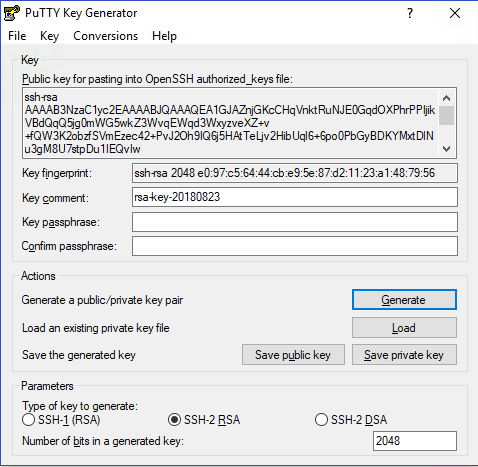 PuTTY Key Generator
File Key Conversions Help
Key
Public key for pasting into OpenSSH authorized_keys file:
ssh-rsa
AAAAB3NzaC1yc2EAAAABJQAAAQEA1GJAZnjGKcCHqVnktRuNJE0GqdOXPhrPPljik
VBdQqQ5jg0mWG5wkZ3WvqEWqd3WxyzveXZ+v
+fQW3K2obzfSVmEzec42+PvJ2Oh9lQ6j5HAtTeLjv2HibUql6+6po0PbGyBDKYMxtDlN
u3gM8U7stpDu1IEQvIw
Key fingerprint: ssh-rsa 2048 e0:97:c5:64:44:cb:e9:5e:87:d2:11:23:a1:48:79:56
Key comment: rsa-key-20180823
Key passphrase:
Confirm passphrase:
Actions
Generate a public/private key pair Generate
Load an existing private key file Load
Save the generated key Save public key Save private key
Parameters
Type of key to generate:
SSH-1 (RSA) SSH-2 RSA SSH-2 DSA
Number of bits in a generated key: 2048